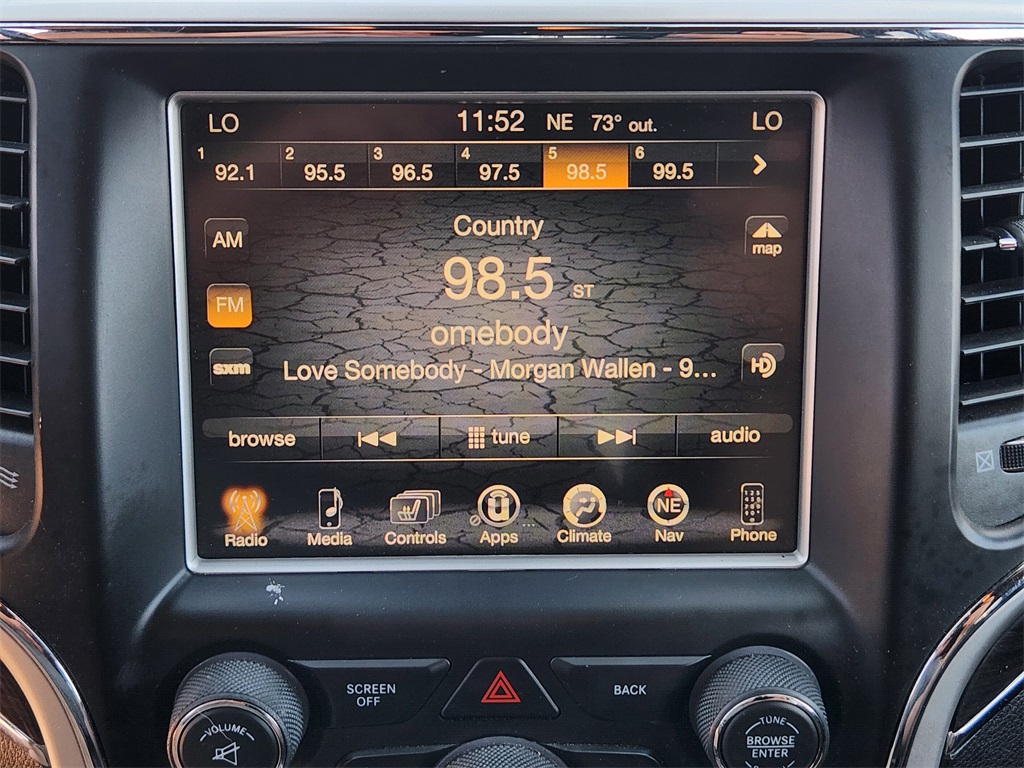 LO 11:52 NE 73° out. LO
1 92.1 2 95.5 3 96.5 4 97.5 5 98.5 6 99.5
Country
AM
map
98.5 ST
FM
omebody
sxm Love Somebody - Morgan Wallen - 9... HD
browse tune audio
NE
Radio Media Controls Apps Climate Nav Phone
SCREEN
OFF
BACK
VOLUME
TUNE
BROWSE
ENTER